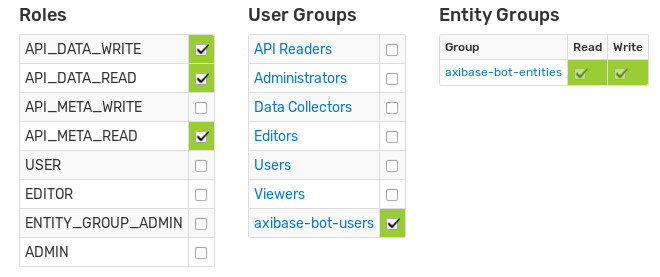 Roles
API_DATA_WRITE
API_DATA_READ
API_META_WRITE
API_META_READ
USER
EDITOR
ENTITY_GROUP_ADMIN
ADMIN
User Groups
API Readers
Administrators
Data Collectors
Editors
Users
Viewers
axibase-bot-users
Entity Groups
Group Read Write
axibase-bot-entities